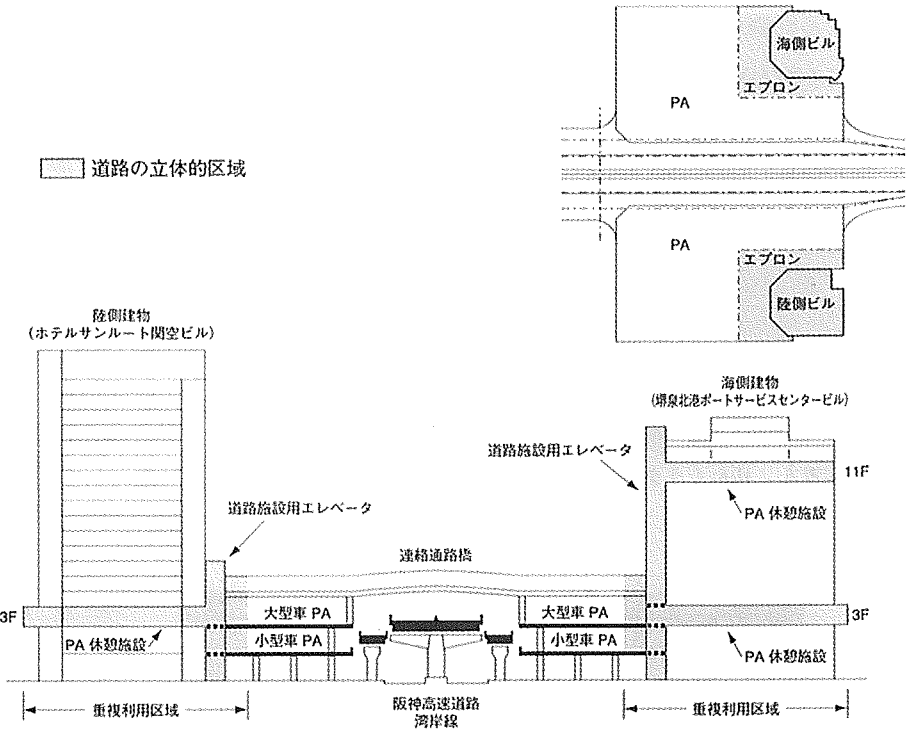 海側ビル
エプロン
PA
道路の立体的区域
PA
エプロン
陸側ビル
陸側建物
(ホテルサンルート関空ビル)
海側建物
(堺泉北港ポートサービスセンタービル)
道路施設用エレベータ
11F
道路施設用エレベータ
PA 休憩施設
連絡通路橋
3F
大型車 PA
大型車 PA
3F
PA 休憩施設
小型車 PA
小型車 PA
PA 休憩施設
重複利用区域
阪神高速道路
湾岸線
重複利用区域